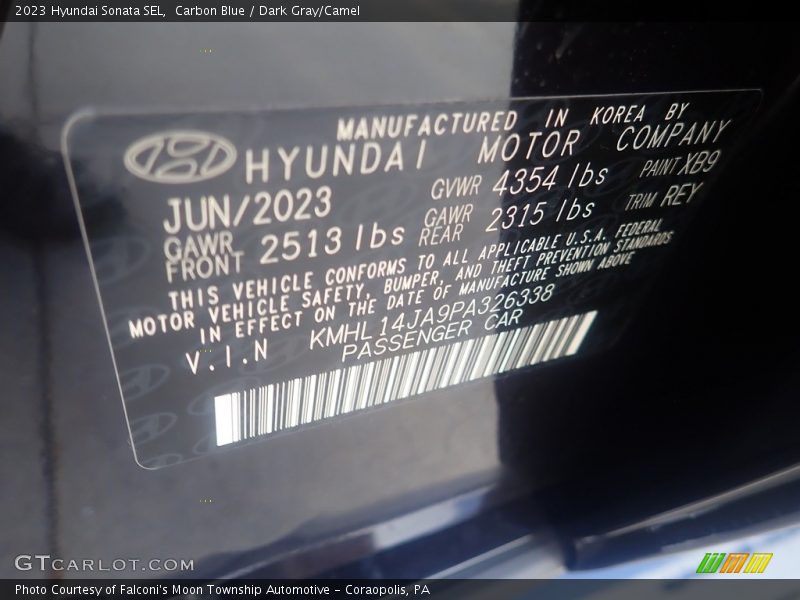 2023 Hyundai Sonata SEL,  Carbon Blue / Dark Gray/Camel
MANUFACTURED IN KOREA BY
HYUNDAI MOTOR COMPANY
JUN/2023 GVWR 4354 lbs PAINT XB9
GAWR FRONT 2513 lbs GAWR REAR 2315 lbs TRIM REY
THIS VEHICLE CONFORMS TO ALL APPLICABLE U.S.A. FEDERAL
MOTOR VEHICLE SAFETY, BUMPER, AND THEFT PREVENTION STANDARDS
IN EFFECT ON THE DATE OF MANUFACTURE SHOWN ABOVE
V.I.N KMHL14JA9PA326338
PASSENGER CAR
GTCARLOT.COM
Photo Courtesy of Falconi's Moon Township Automotive - Coraopolis, PA